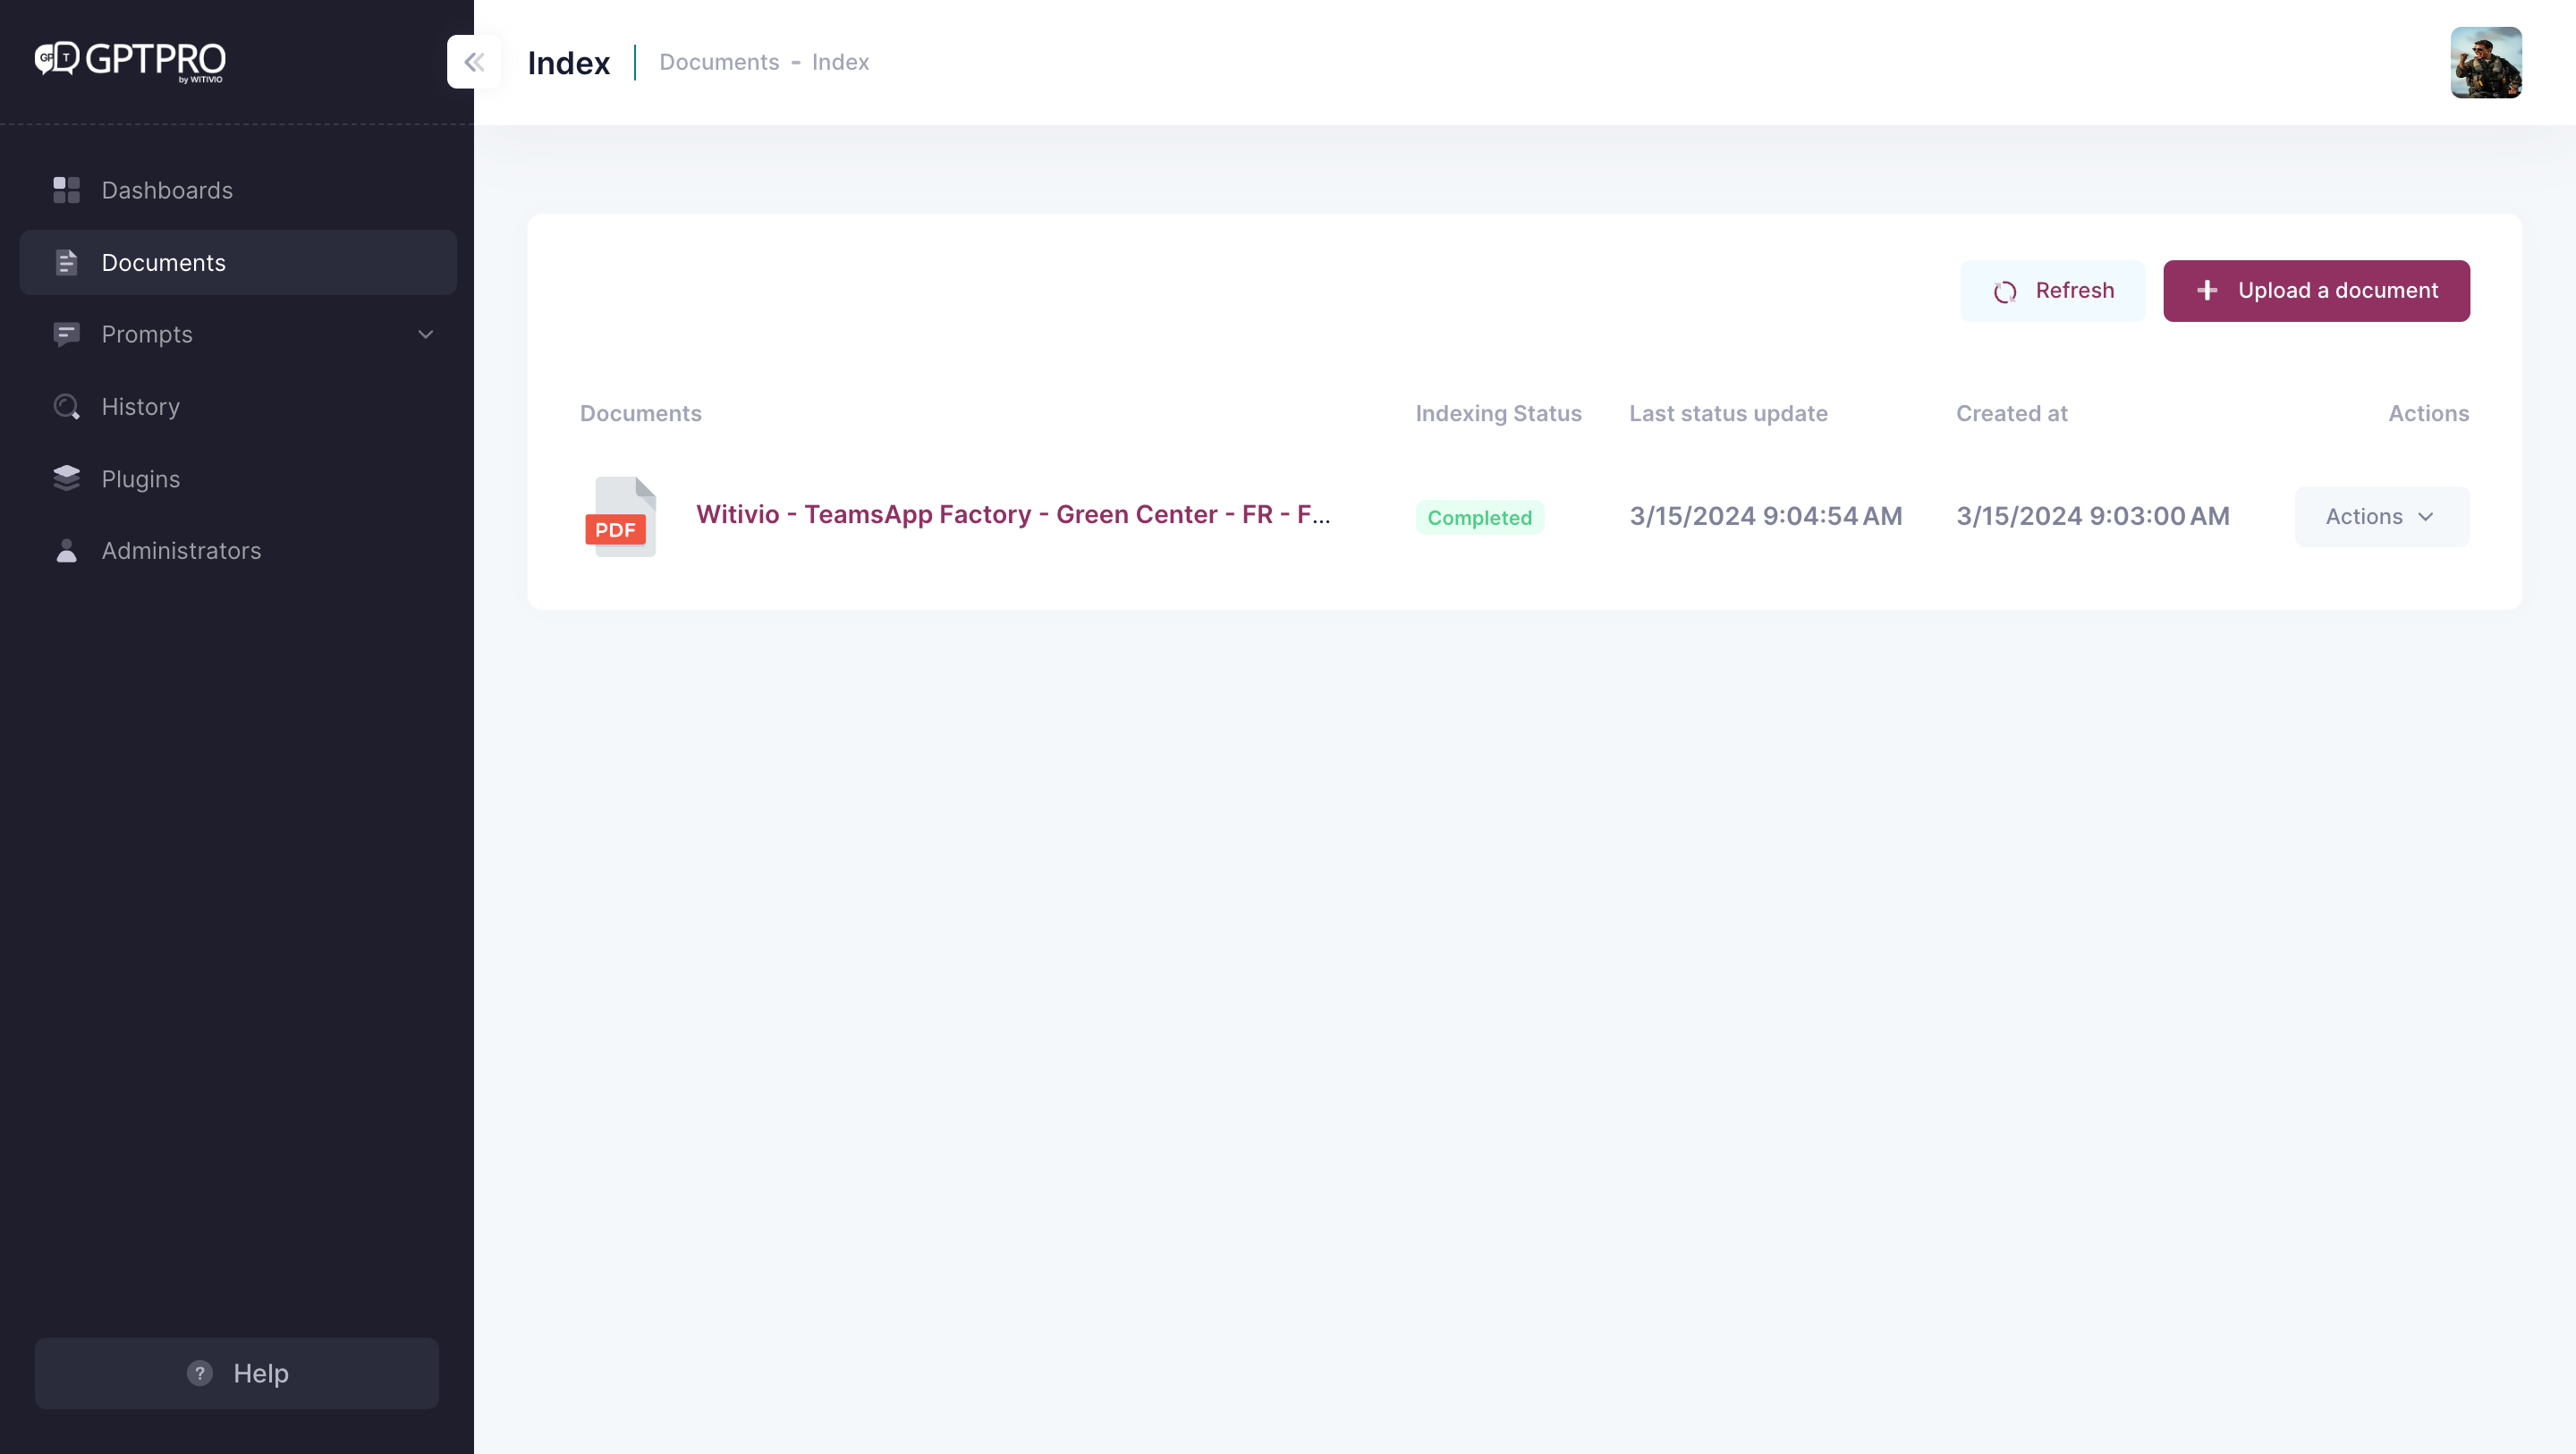 GPT GPTPRO
by WITIVIO
Index
Documents - Index
Dashboards
Documents
Prompts
History
Plugins
Administrators
? Help
Refresh
Upload a document
Documents Indexing Status Last status update Created at Actions
PDF Witivio - TeamsApp Factory - Green Center - FR - F... Completed 3/15/2024 9:04:54 AM 3/15/2024 9:03:00 AM Actions